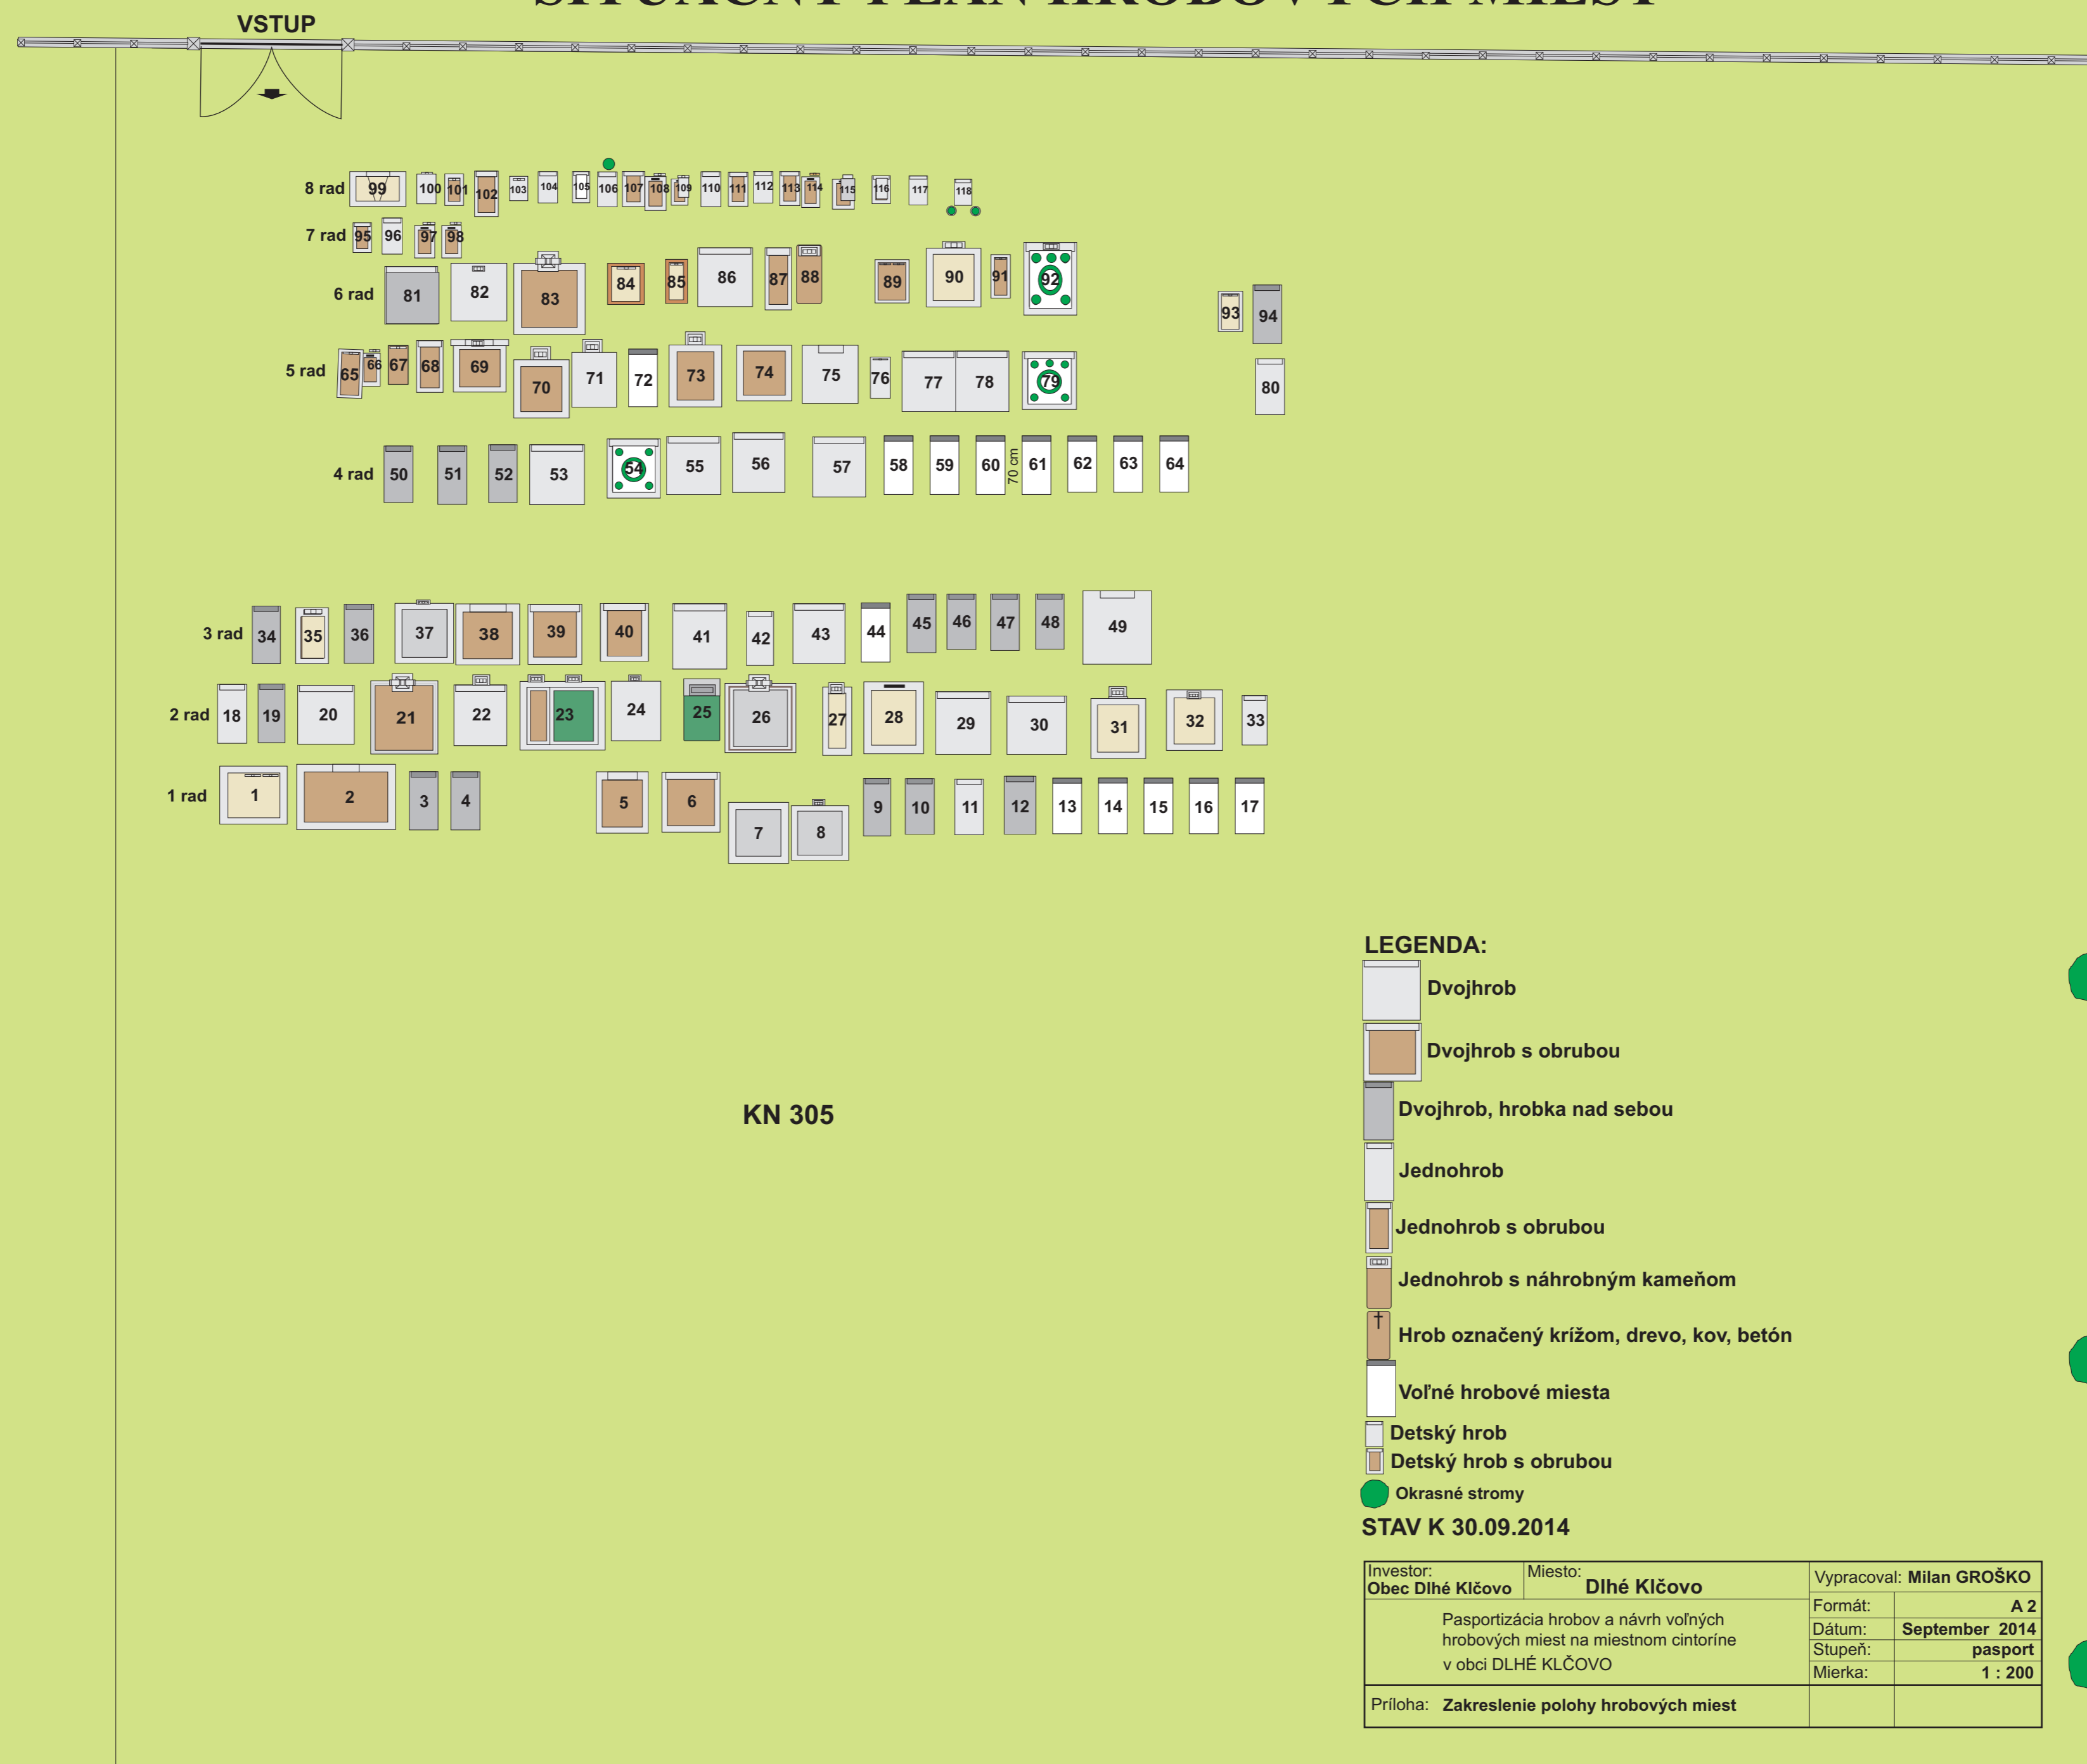 SITUAČNÝ PLÁN HROBOVÝCH MIEST
VSTUP
8 rad 99 100 101 102 103 104 105 106 107 108 109 110 111 112 113 114 115 116 117 118
7 rad 95 96 97 98
6 rad 81 82 83 84 85 86 87 88 89 90 91 92 93 94
5 rad 65 66 67 68 69 70 71 72 73 74 75 76 77 78 79 80
4 rad 50 51 52 53 54 55 56 57 58 59 60 70 cm 61 62 63 64
3 rad 34 35 36 37 38 39 40 41 42 43 44 45 46 47 48 49
2 rad 18 19 20 21 22 23 24 25 26 27 28 29 30 31 32 33
1 rad 1 2 3 4 5 6 7 8 9 10 11 12 13 14 15 16 17
KN 305
LEGENDA:
Dvojhrob
Dvojhrob s obrubou
Dvojhrob, hrobka nad sebou
Jednohrob
Jednohrob s obrubou
Jednohrob s náhrobným kameňom
Hrob označený krížom, drevo, kov, betón
Voľné hrobové miesta
Detský hrob
Detský hrob s obrubou
Okrasné stromy
STAV K 30.09.2014
Investor:
Obec Dlhé Klčovo
Miesto:
Dlhé Klčovo
Vypracoval: Milan GROŠKO
Pasportizácia hrobov a návrh voľných
hrobových miest na miestnom cintoríne
v obci DLHÉ KLČOVO
Formát: A 2
Dátum: September 2014
Stupeň: pasport
Mierka: 1 : 200
Príloha: Zakreslenie polohy hrobových miest